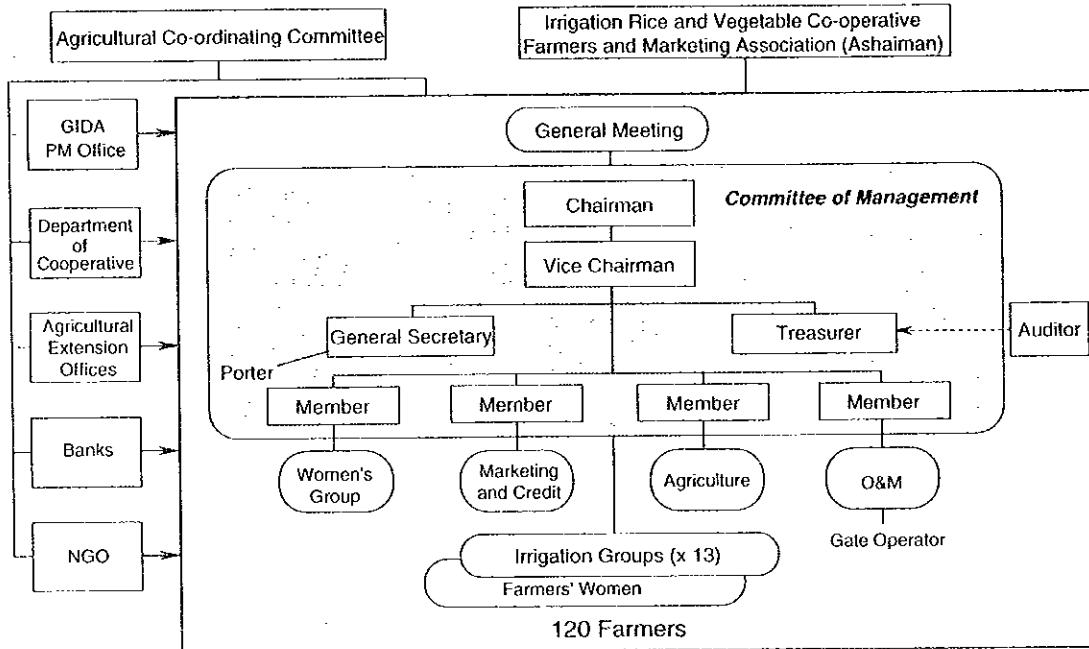 Agricultural Co-ordinating Committee
Irrigation Rice and Vegetable Co-operative
Farmers and Marketing Association (Ashaiman)
GIDA
PM Office
General Meeting
Committee of Management
Chairman
Department
of
Cooperative
Vice Chairman
Agricultural
Extension
Offices
General Secretary
Treasurer
Auditor
Porter
Member
Member
Member
Member
Banks
Women's
Group
Marketing
and Credit
Agriculture
O&M
Gate Operator
NGO
Irrigation Groups (x 13)
Farmers' Women
120 Farmers